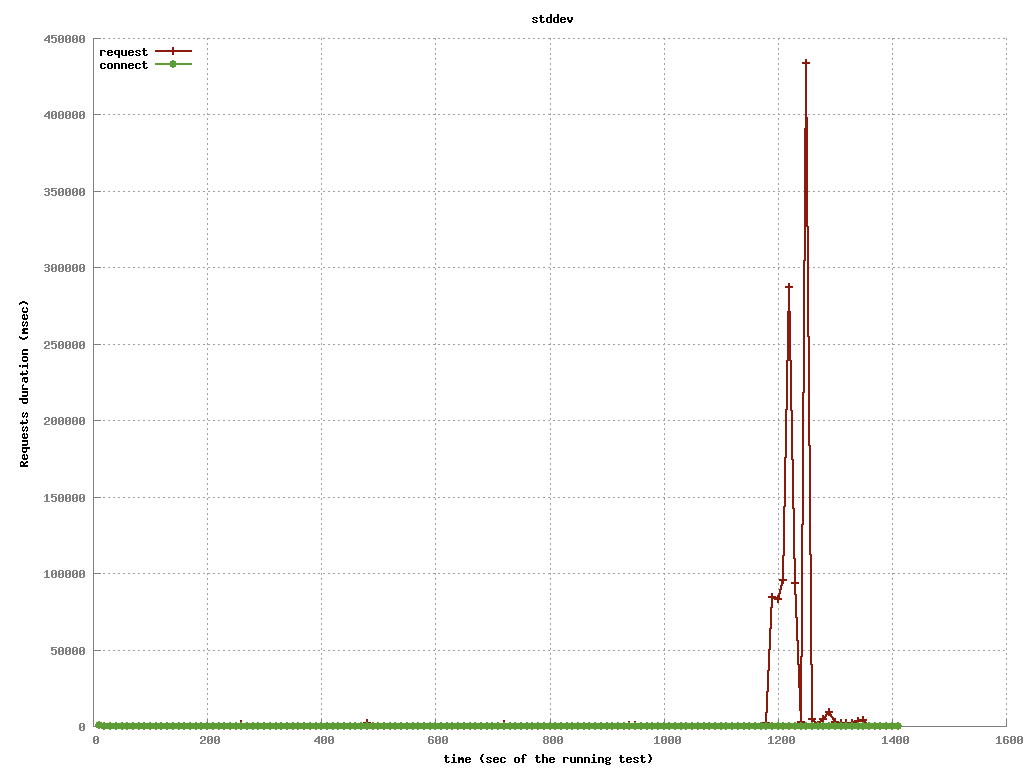 stddev
450000
request
connect
400000
350000
300000
250000
200000
150000
100000
50000
0
Requests duration (msec)
0 200 400 600 800 1000 1200 1400 1600
time (sec of the running test)